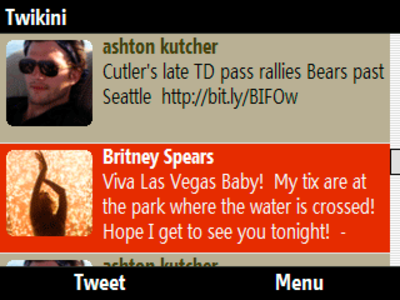 Twikini
ashton kutcher
Cutler's late TD pass rallies Bears past
Seattle http://bit.ly/BIFOw
Britney Spears
Viva Las Vegas Baby! My tix are at
the park where the water is crossed!
Hope I get to see you tonight! -
ashton kutcher
Tweet
Menu